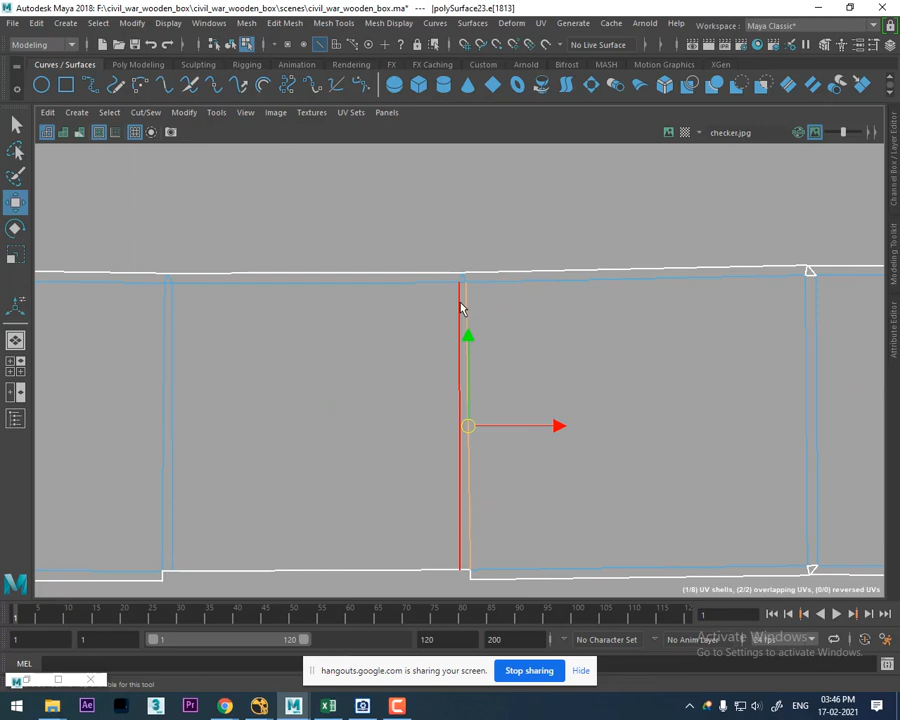 Autodesk Maya 2018: F:\civil_war_wooden_box\civil_war_wooden_box\scenes\civil_war_wooden_box.ma* --- |polySurface23.e[1813]
File Edit Create Select Modify Display Windows Mesh Edit Mesh Mesh Tools Mesh Display Curves Surfaces Deform UV Generate Cache Arnold Help Workspace : Maya Classic*
Modeling No Live Surface
Curves / Surfaces Poly Modeling Sculpting Rigging Animation Rendering FX FX Caching Custom Arnold Bifrost MASH Motion Graphics XGen
Edit Create Select Cut/Sew Modify Tools View Image Textures UV Sets Panels
checker.jpg
Channel Box / Layer Editor
Modeling Toolkit
Attribute Editor
(1/8) UV shells, (2/2) overlapping UVs, (0/0) reversed UVs
5 10 15 20 25 30 35 40 45 50 55 60 65 70 75 80 85 90 95 100 105 110 115 12
1 1
1 1 1 120 120 200 No Character Set No Anim Layer 24 fps
Activate Windows
Go to Settings to activate Windows.
MEL
hangouts.google.com is sharing your screen. Stop sharing Hide
able for this tool
Ae 3 Pr ENG 03:46 PM
17-02-2021